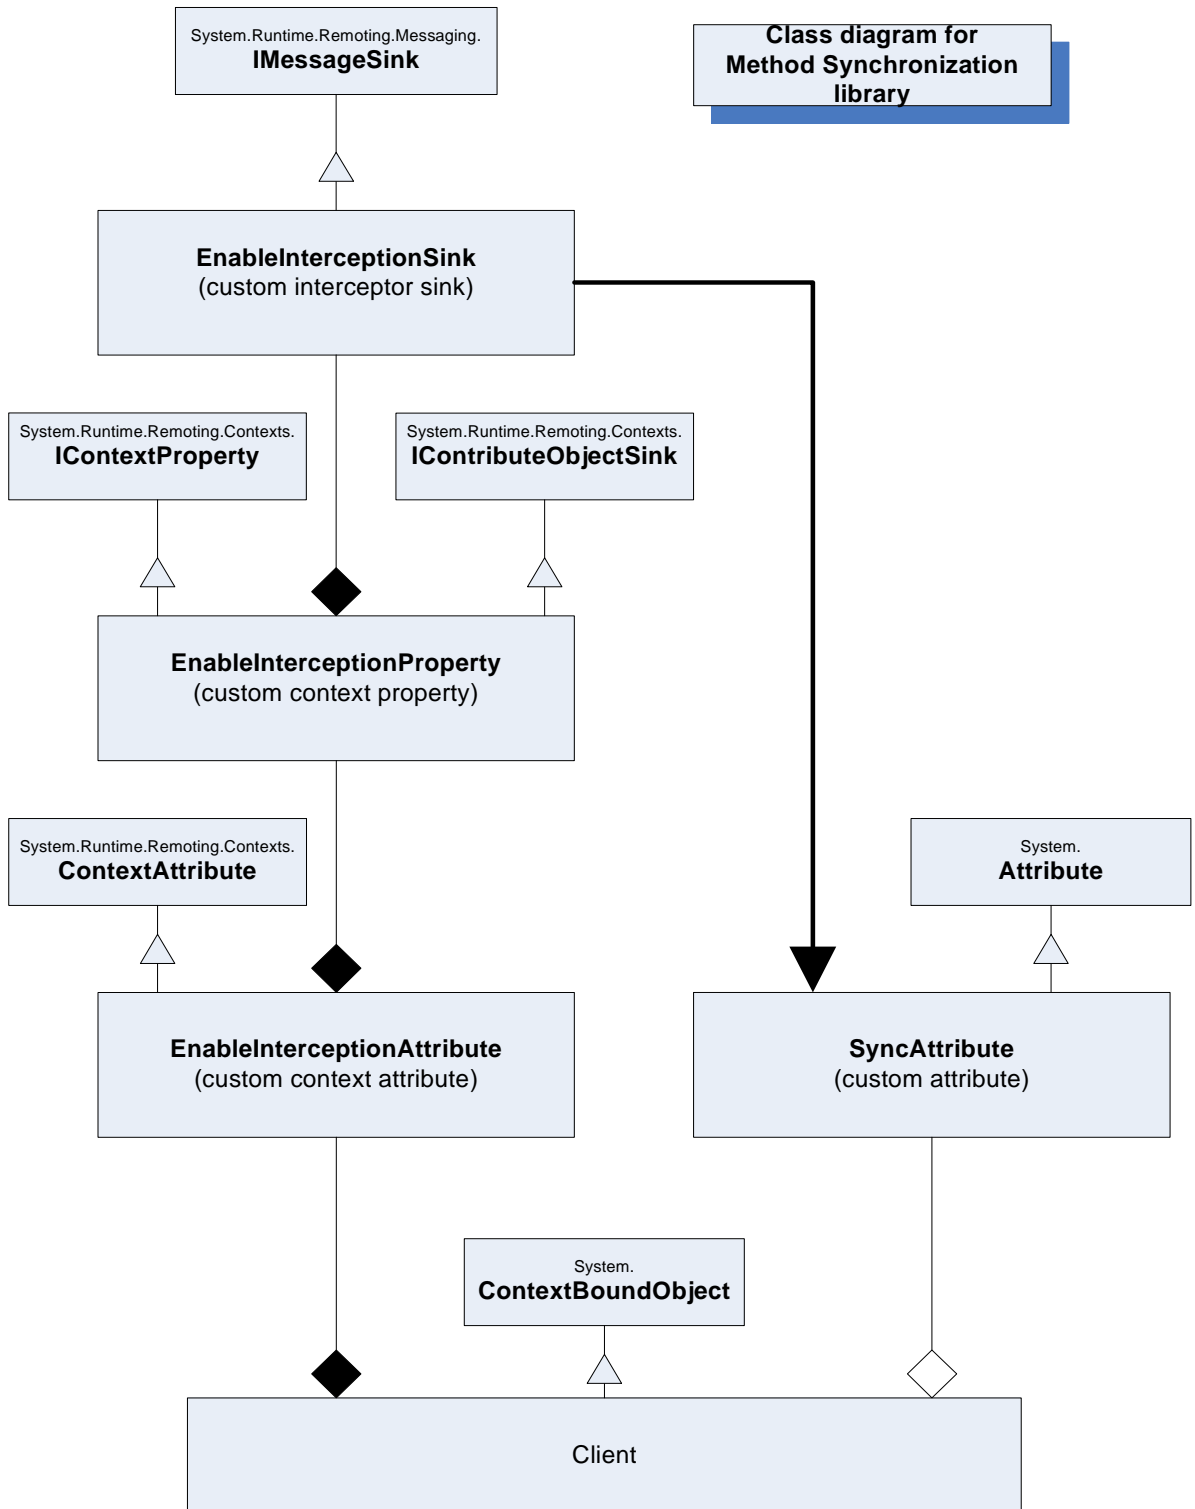 System.Runtime.Remoting.Messaging.
IMessageSink
Class diagram for
Method Synchronization
library
EnableInterceptionSink
(custom interceptor sink)
System.Runtime.Remoting.Contexts.
IContextProperty
System.Runtime.Remoting.Contexts.
IContributeObjectSink
EnableInterceptionProperty
(custom context property)
System.Runtime.Remoting.Contexts.
ContextAttribute
System.
Attribute
EnableInterceptionAttribute
(custom context attribute)
SyncAttribute
(custom attribute)
System.
ContextBoundObject
Client